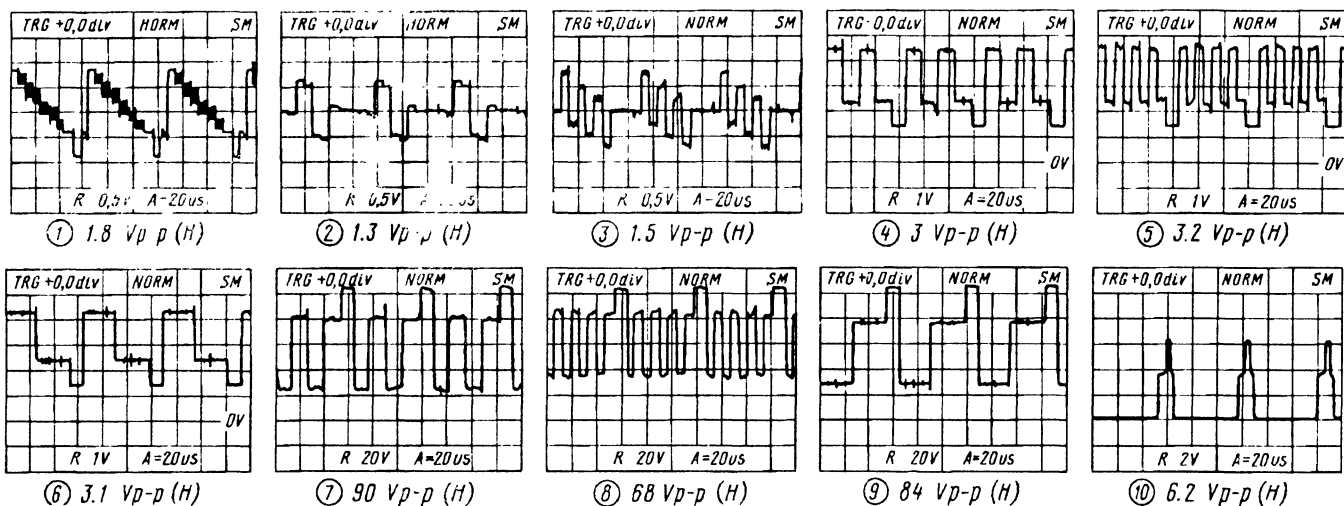 TRG +0,0div NORM SM
R 0,5V A-20us
① 1.8 Vp-p (H)
TRG +0,0div NORM SM
R 0,5V
② 1.3 Vp-p (H)
TRG +0,0div NORM SM
R 0,5V A-20us
③ 1.5 Vp-p (H)
TRG -0,0div NORM SM
0V
R 1V A=20us
④ 3 Vp-p (H)
TRG +0,0div NORM SM
0V
R 1V A=20us
⑤ 3.2 Vp-p (H)
TRG +0,0div NORM SM
0V
R 1V A=20us
⑥ 3.1 Vp-p (H)
TRG +0,0div NORM SM
R 20V A=20us
⑦ 90 Vp-p (H)
TRG +0,0div NORM SM
R 20V A=20us
⑧ 68 Vp-p (H)
TRG +0,0div NORM SM
R 20V A=20us
⑨ 84 Vp-p (H)
TRG +0,0div NORM SM
R 2V A=20us
⑩ 6.2 Vp-p (H)